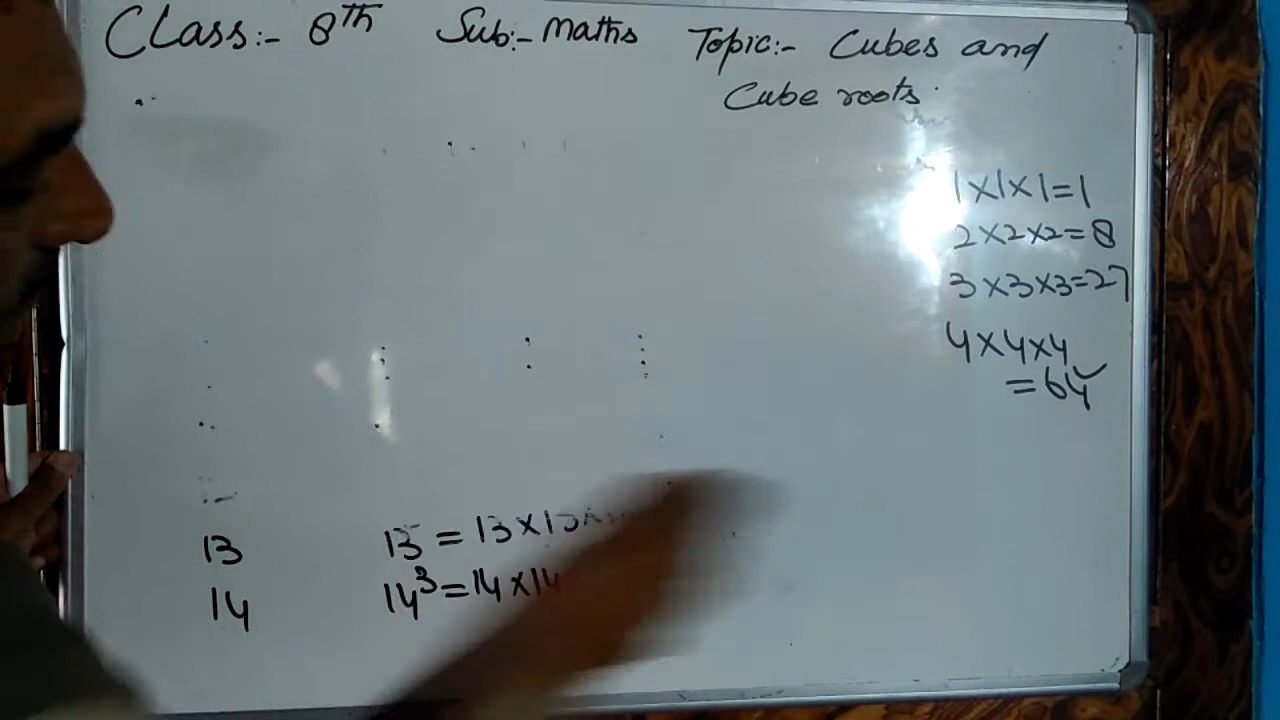 Class:- 8th Sub:- Maths Topic:- Cubes and
Cube roots.
1×1×1=1
2×2×2=8
3×3×3=27
4×4×4
=64
13 13 = 13×13
14 14³=14×14